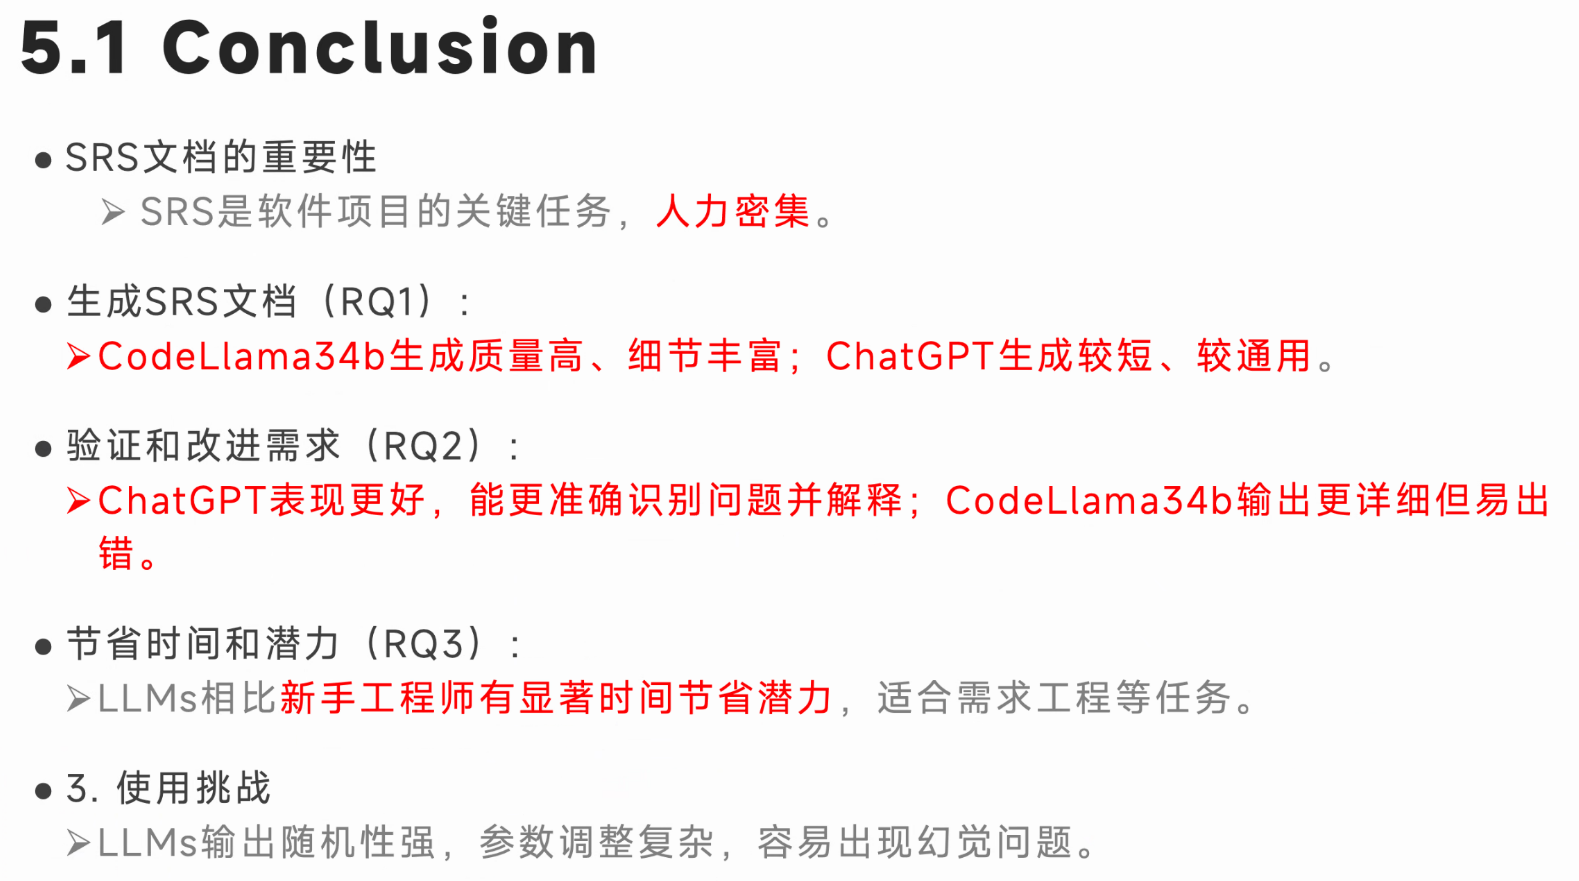 5.1 Conclusion
● SRS文档的重要性
➢ SRS是软件项目的关键任务，人力密集。
● 生成SRS文档（RQ1）：
➢CodeLlama34b生成质量高、细节丰富；ChatGPT生成较短、较通用。
● 验证和改进需求（RQ2）：
➢ChatGPT表现更好，能更准确识别问题并解释；CodeLlama34b输出更详细但易出
错。
● 节省时间和潜力（RQ3）：
➢LLMs相比新手工程师有显著时间节省潜力，适合需求工程等任务。
● 3. 使用挑战
➢LLMs输出随机性强，参数调整复杂，容易出现幻觉问题。